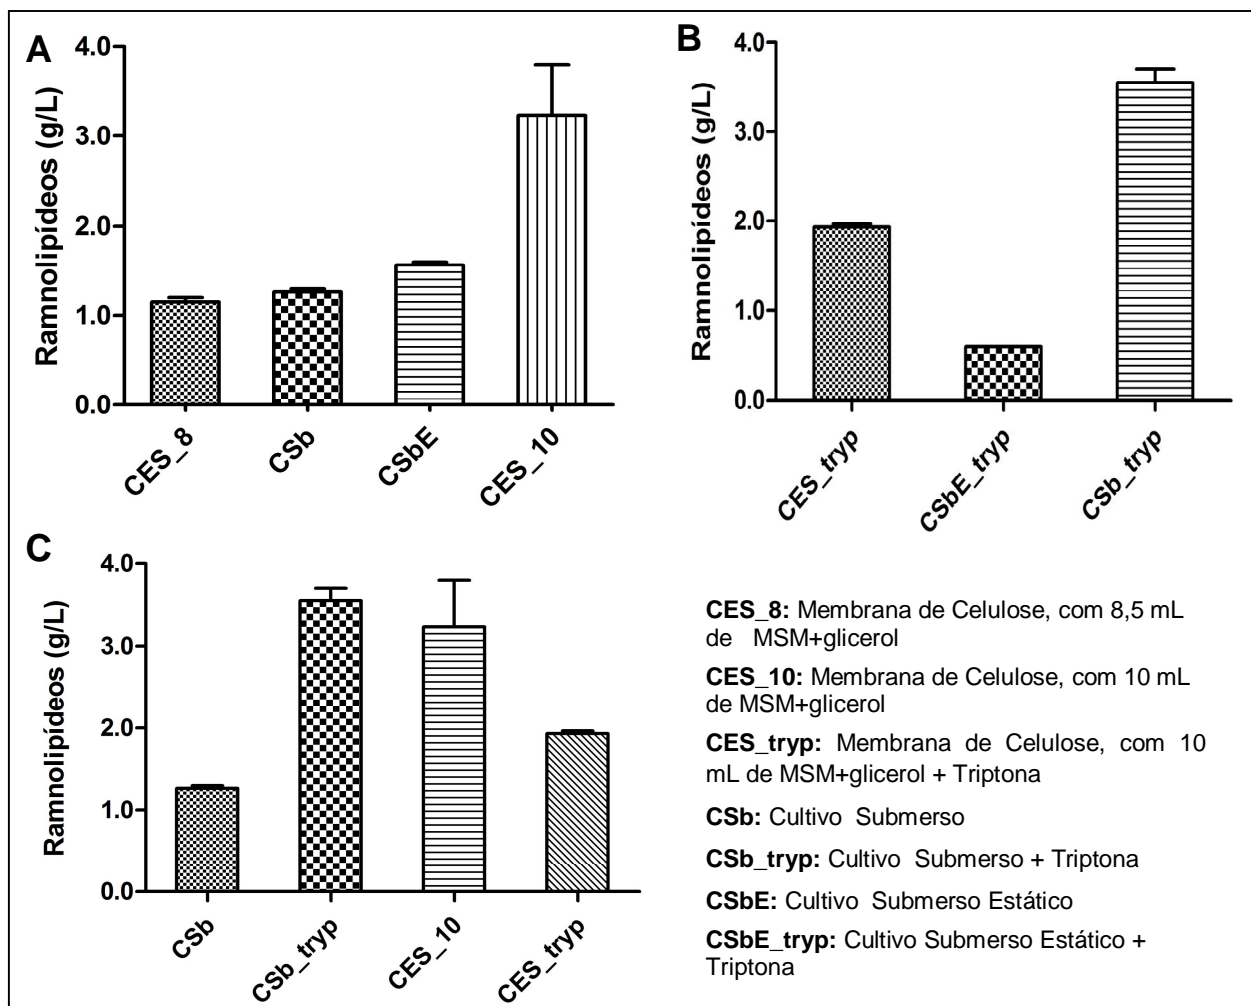 A
Ramnolipídeos (g/L)
4.0
3.0
2.0
1.0
0.0
CES_8
CSb
CSbE
CES_10
B
Ramnolipídeos (g/L)
4.0
3.0
2.0
1.0
0.0
CES_tryp
CSbE_tryp
CSb_tryp
C
Ramnolipídeos (g/L)
4.0
3.0
2.0
1.0
0.0
CSb
CSb_tryp
CES_10
CES_tryp
CES_8: Membrana de Celulose, com 8,5 mL
de MSM+glicerol
CES_10: Membrana de Celulose, com 10 mL
de MSM+glicerol
CES_tryp: Membrana de Celulose, com 10
mL de MSM+glicerol + Triptona
CSb: Cultivo Submerso
CSb_tryp: Cultivo Submerso + Triptona
CSbE: Cultivo Submerso Estático
CSbE_tryp: Cultivo Submerso Estático +
Triptona